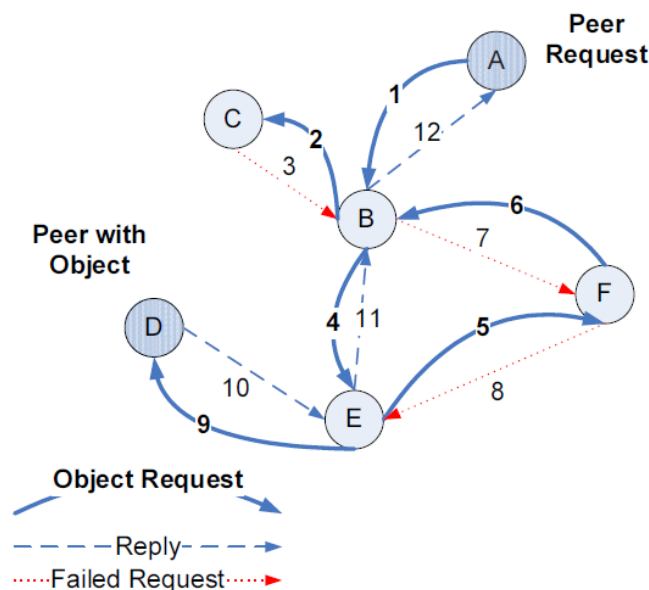 Peer
Request
A
1
12
C
2
3
B
6
7
Peer with
Object
F
D
4
11
5
10
8
E
9
Object Request
Reply
Failed Request